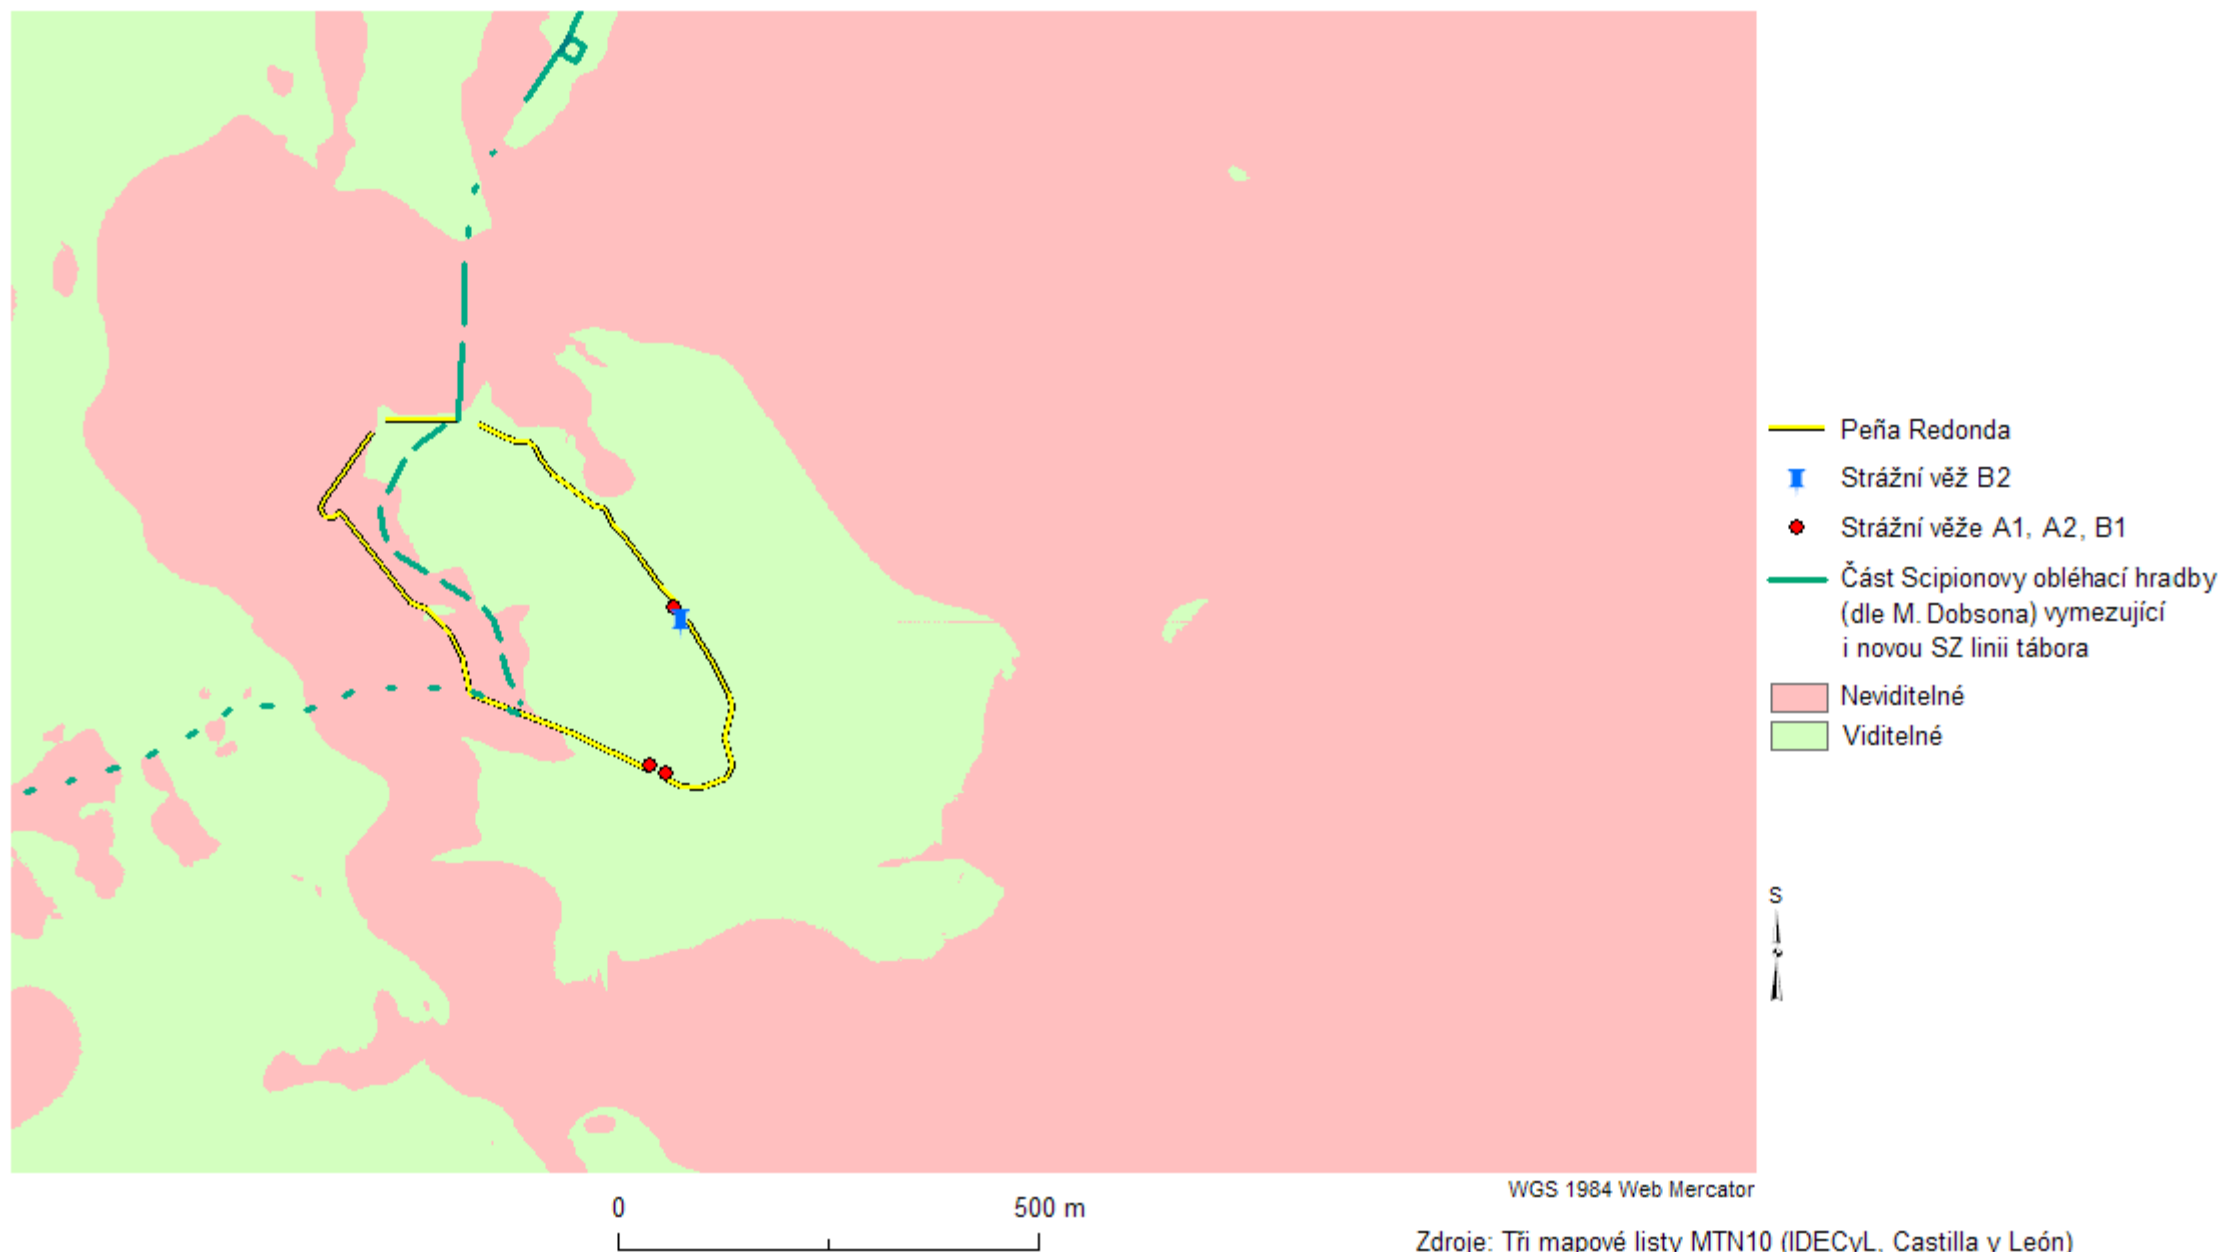 Peña Redonda
Strážní věž B2
Strážní věže A1, A2, B1
Část Scipionovy obléhací hradby
(dle M. Dobsona) vymezující
i novou SZ linii tábora
Neviditelné
Viditelné
S
WGS 1984 Web Mercator
0 500 m
Zdroje: Tři mapové listy MTN10 (IDECyL, Castilla y León)